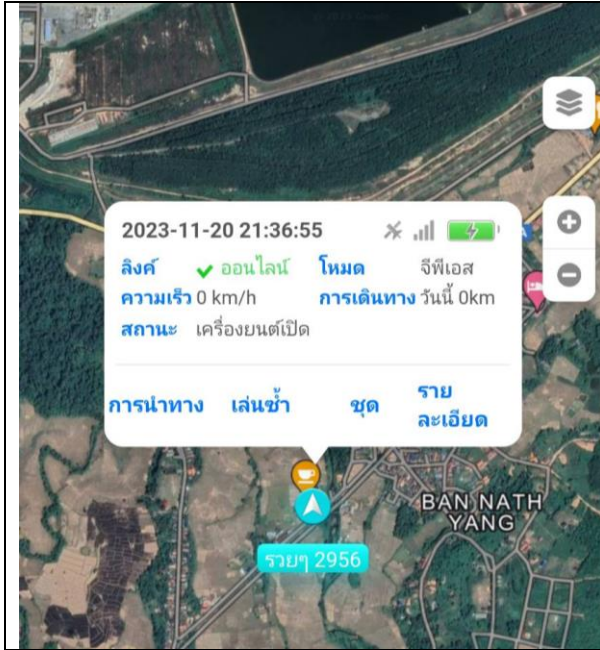 2023-11-20 21:36:55
ลิงค์ ออนไลน์ โหมด จีพีเอส
ความเร็ว 0 km/h การเดินทาง วันนี้ 0km
สถานะ เครื่องยนต์เปิด
การนำทาง เล่นซ้ำ ชุด ราย
ละเอียด
BAN NATH
YANG
รวยๆ 2956